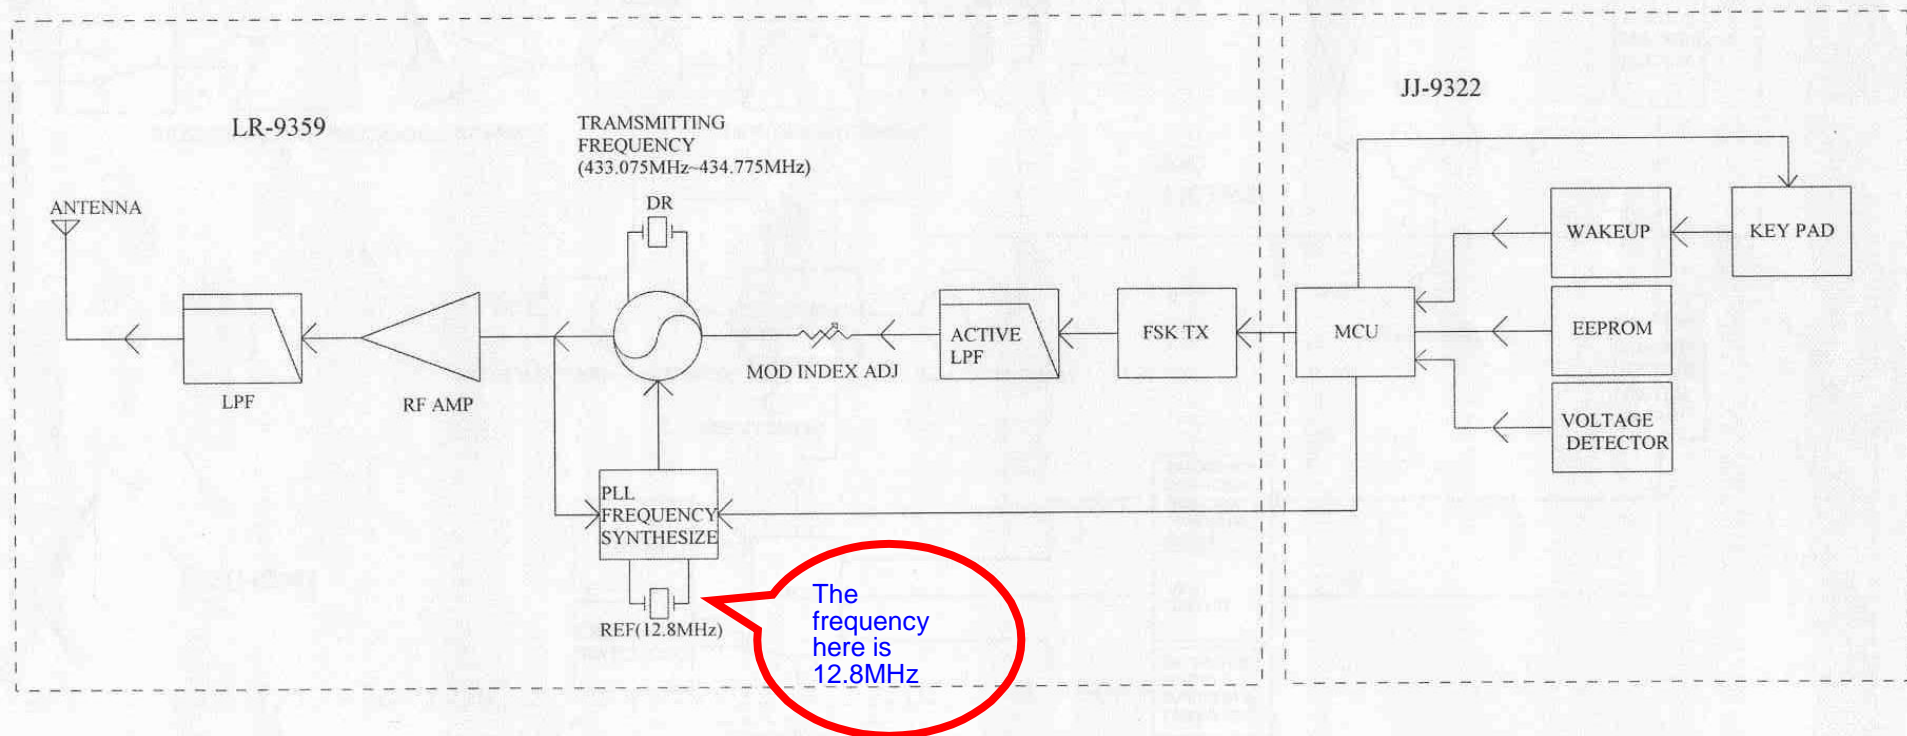 LR-9359
JJ-9322
TRAMSMITTING
FREQUENCY
(433.075MHz~434.775MHz)
ANTENNA
DR
WAKEUP
KEY PAD
LPF
RF AMP
MOD INDEX ADJ
ACTIVE
LPF
FSK TX
MCU
EEPROM
VOLTAGE
DETECTOR
PLL
FREQUENCY
SYNTHESIZE
REF(12.8MHz)
The
frequency
here is
12.8MHz